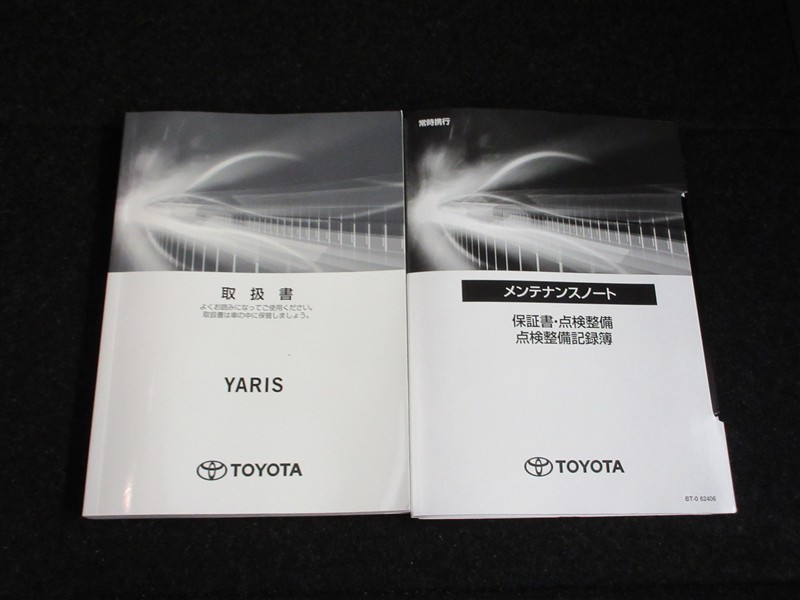 取扱書
よくお読みになってご使用ください。
取扱書は車の中に保管しましょう。
YARIS
TOYOTA
常時携行
メンテナンスノート
保証書・点検整備
点検整備記録簿
TOYOTA
BT-0 62406